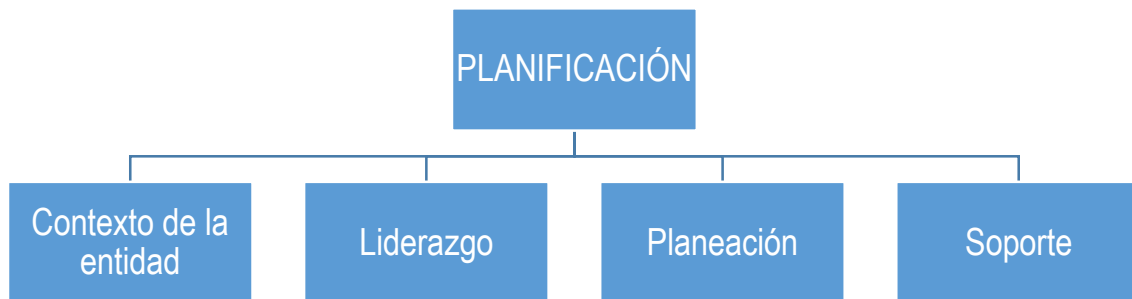 PLANIFICACIÓN
Contexto de la
entidad
Liderazgo
Planeación
Soporte